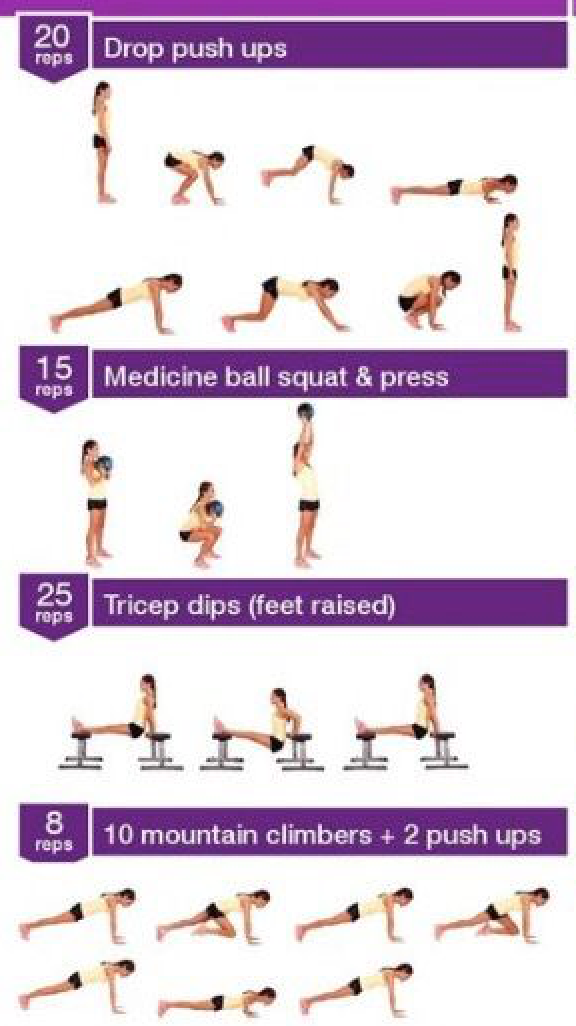 20
reps
Drop push ups
15
reps
Medicine ball squat & press
25
reps
Tricep dips (feet raised)
8
reps
10 mountain climbers + 2 push ups